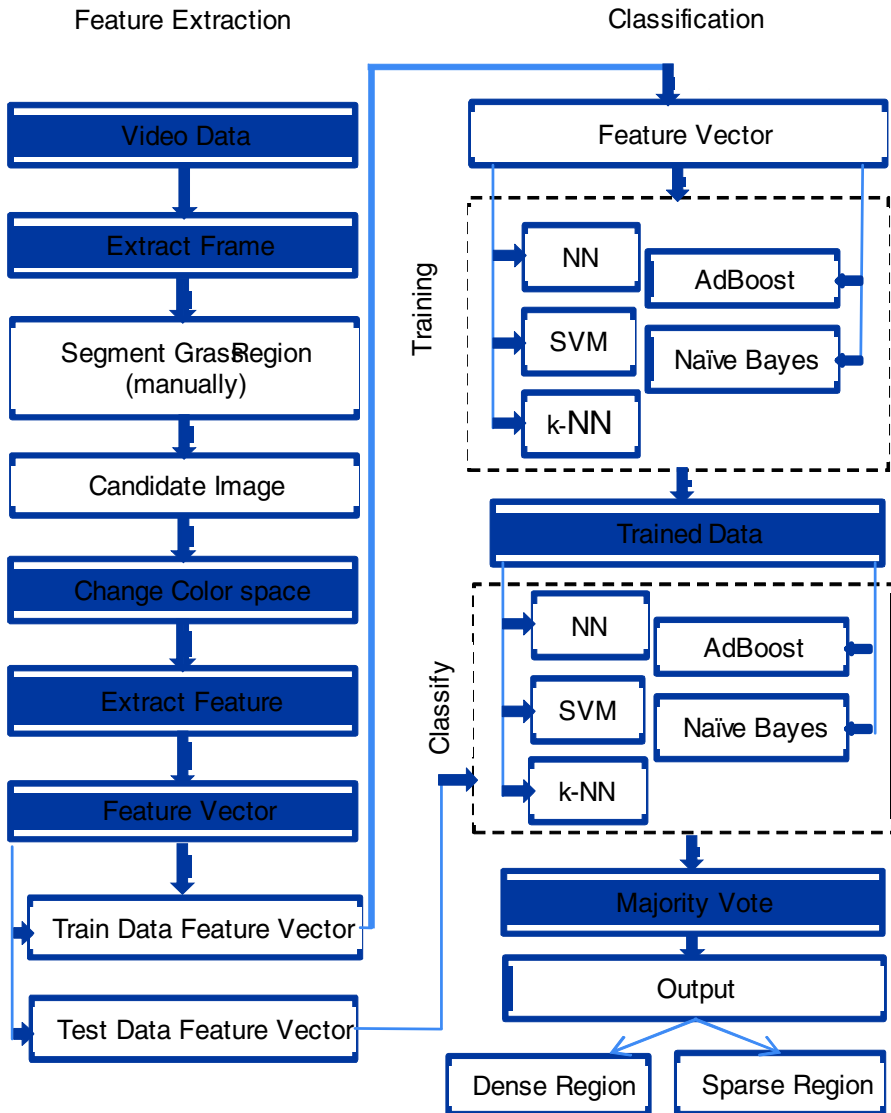 Feature Extraction
Video Data
Extract Frame
Segment Grass Region
(manually)
Candidate Image
Change Color space
Extract Feature
Feature Vector
Train Data Feature Vector
Test Data Feature Vector
Classification
Feature Vector
Training
NN
SVM
k-NN
AdBoost
Naïve Bayes
Trained Data
Classify
NN
SVM
k-NN
AdBoost
Naïve Bayes
Majority Vote
Output
Dense Region
Sparse Region